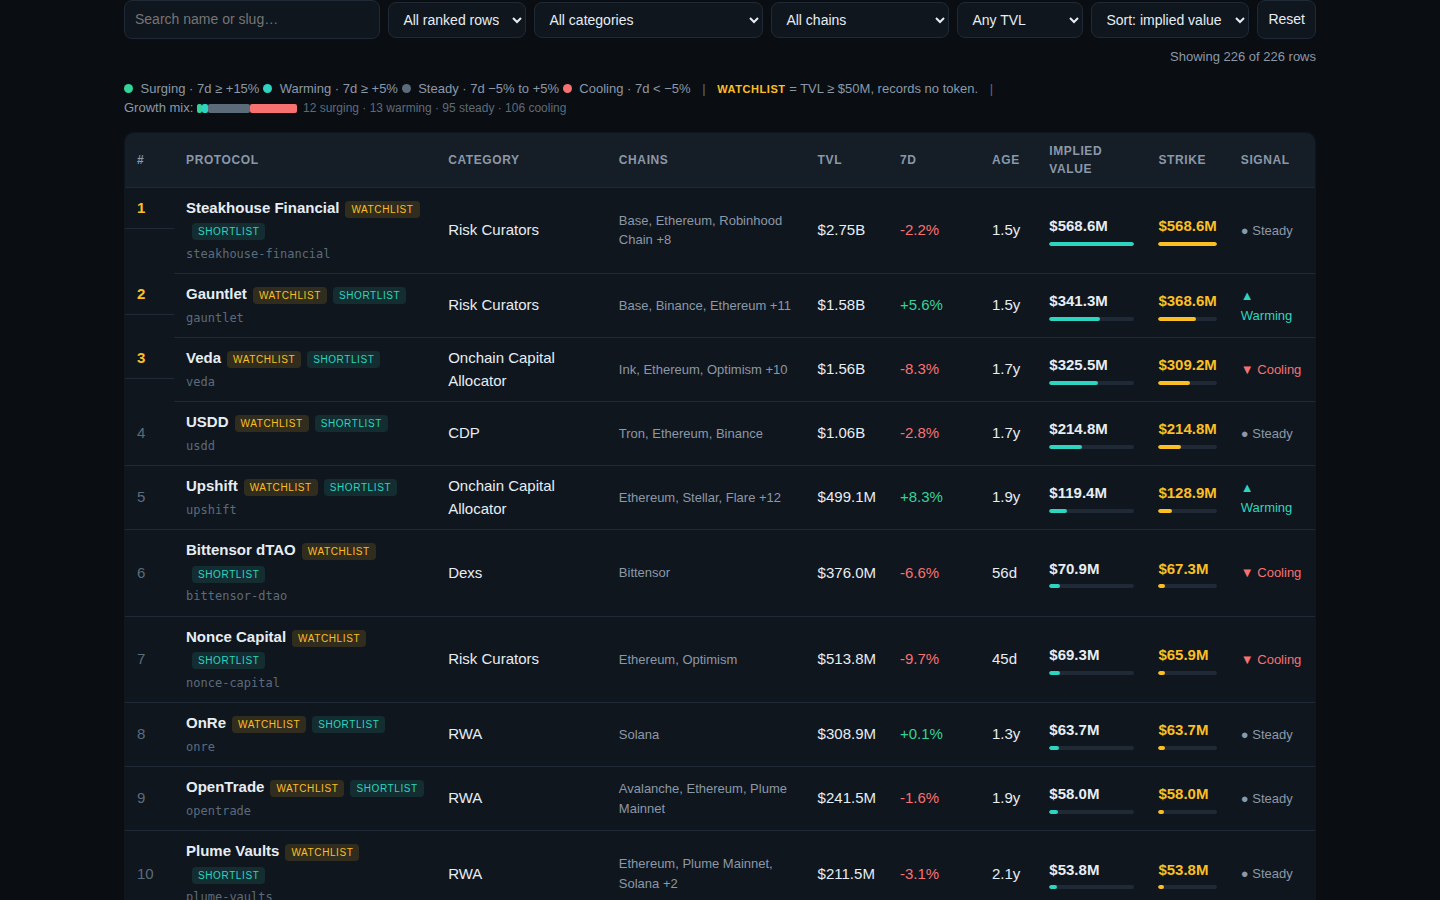 Search name or slug…
All ranked rows
All categories
All chains
Any TVL
Sort: implied value
Reset
Showing 226 of 226 rows
Surging · 7d ≥ +15% Warming · 7d ≥ +5% Steady · 7d −5% to +5% Cooling · 7d < −5% | WATCHLIST = TVL ≥ $50M, records no token. |
Growth mix: 12 surging · 13 warming · 95 steady · 106 cooling
# PROTOCOL CATEGORY CHAINS TVL 7D AGE IMPLIED VALUE STRIKE SIGNAL
1 Steakhouse Financial WATCHLIST
SHORTLIST
steakhouse-financial
Risk Curators
Base, Ethereum, Robinhood
Chain +8
$2.75B -2.2% 1.5y $568.6M $568.6M ● Steady
2 Gauntlet WATCHLIST SHORTLIST
gauntlet
Risk Curators
Base, Binance, Ethereum +11
$1.58B +5.6% 1.5y $341.3M $368.6M ▲
Warming
3 Veda WATCHLIST SHORTLIST
veda
Onchain Capital
Allocator
Ink, Ethereum, Optimism +10
$1.56B -8.3% 1.7y $325.5M $309.2M ▼ Cooling
4 USDD WATCHLIST SHORTLIST
usdd
CDP
Tron, Ethereum, Binance
$1.06B -2.8% 1.7y $214.8M $214.8M ● Steady
5 Upshift WATCHLIST SHORTLIST
upshift
Onchain Capital
Allocator
Ethereum, Stellar, Flare +12
$499.1M +8.3% 1.9y $119.4M $128.9M ▲
Warming
6 Bittensor dTAO WATCHLIST
SHORTLIST
bittensor-dtao
Dexs
Bittensor
$376.0M -6.6% 56d $70.9M $67.3M ▼ Cooling
7 Nonce Capital WATCHLIST
SHORTLIST
nonce-capital
Risk Curators
Ethereum, Optimism
$513.8M -9.7% 45d $69.3M $65.9M ▼ Cooling
8 OnRe WATCHLIST SHORTLIST
onre
RWA
Solana
$308.9M +0.1% 1.3y $63.7M $63.7M ● Steady
9 OpenTrade WATCHLIST SHORTLIST
opentrade
RWA
Avalanche, Ethereum, Plume
Mainnet
$241.5M -1.6% 1.9y $58.0M $58.0M ● Steady
10 Plume Vaults WATCHLIST
SHORTLIST
plume-vaults
RWA
Ethereum, Plume Mainnet,
Solana +2
$211.5M -3.1% 2.1y $53.8M $53.8M ● Steady